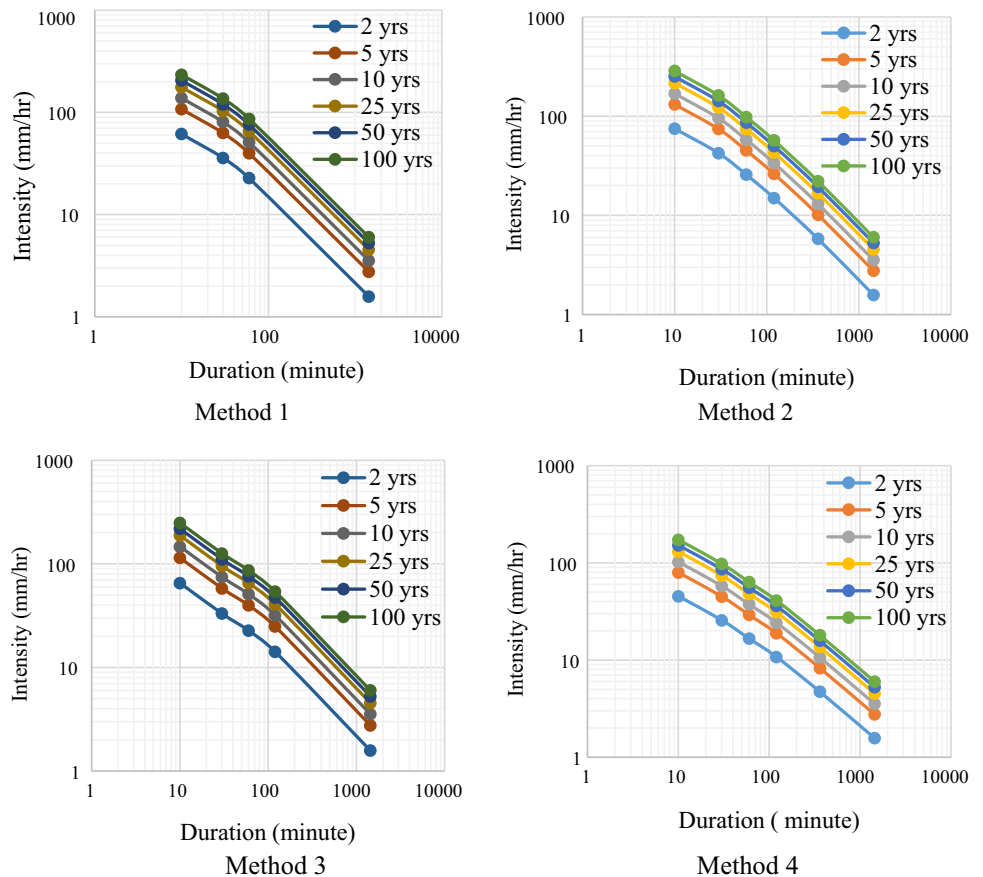 1000
100
10
1
1
100
10000
Intensity (mm/hr)
Duration (minute)
2 yrs
5 yrs
10 yrs
25 yrs
50 yrs
100 yrs
Method 1
1000
100
10
1
1
10
100
1000
10000
Intensity (mm/hr)
Duration (minute)
2 yrs
5 yrs
10 yrs
25 yrs
50 yrs
100 yrs
Method 2
1000
100
10
1
1
10
100
1000
10000
Intensity (mm/hr)
Duration (minute)
2 yrs
5 yrs
10 yrs
25 yrs
50 yrs
100 yrs
Method 3
1000
100
10
1
1
10
100
1000
10000
Intensity (mm/hr)
Duration ( minute)
2 yrs
5 yrs
10 yrs
25 yrs
50 yrs
100 yrs
Method 4